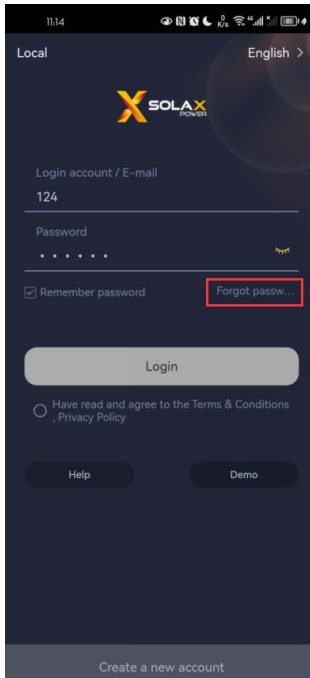 11:14
Local
English >
SOLAX
POWER
Login account / E-mail
124
Password
Remember password
Forgot passw...
Login
Have read and agree to the Terms & Conditions
, Privacy Policy
Help
Demo
Create a new account